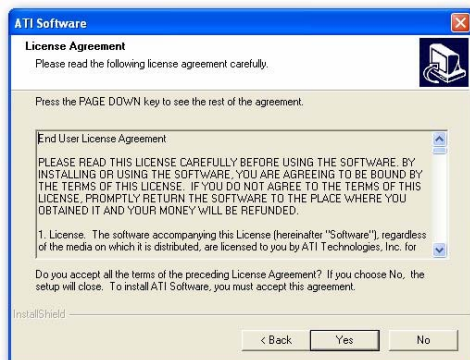 ATI Software
License Agreement
Please read the following license agreement carefully.
Press the PAGE DOWN key to see the rest of the agreement.
End User License Agreement
PLEASE READ THIS LICENSE CAREFULLY BEFORE USING THE SOFTWARE. BY
INSTALLING OR USING THE SOFTWARE, YOU ARE AGREEING TO BE BOUND BY
THE TERMS OF THIS LICENSE. IF YOU DO NOT AGREE TO THE TERMS OF THIS
LICENSE, PROMPTLY RETURN THE SOFTWARE TO THE PLACE WHERE YOU
OBTAINED IT AND YOUR MONEY WILL BE REFUNDED.
1. License. The software accompanying this License (hereinafter "Software"), regardless
of the media on which it is distributed, are licensed to you by ATI Technologies, Inc. for
Do you accept all the terms of the preceding License Agreement? If you choose No, the
setup will close. To install ATI Software, you must accept this agreement.
InstallShield
< Back Yes No